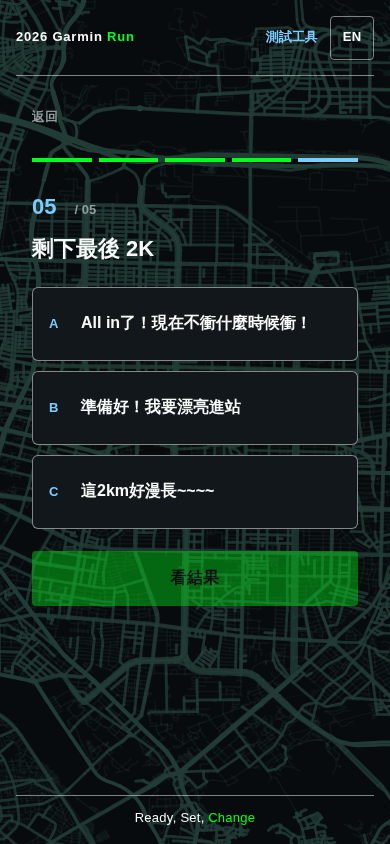 2026 Garmin Run
測試工具
EN
返回
05 / 05
剩下最後 2K
A All in了！現在不衝什麼時候衝！
B 準備好！我要漂亮進站
C 這2km好漫長~~~~
看結果
Ready, Set, Change